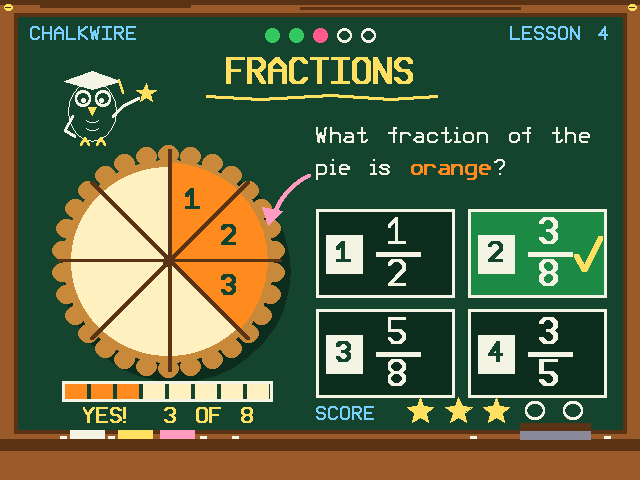 CHALKWIRE
LESSON 4
FRACTIONS
What fraction of the
pie is orange?
1
2
3
1 1/2
2 3/8
3 5/8
4 3/5
YES! 3 OF 8
SCORE